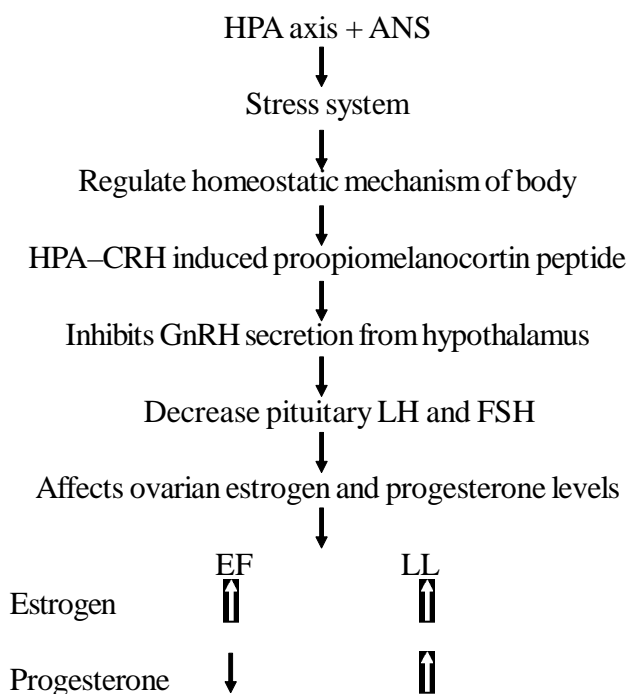 HPA axis + ANS
Stress system
Regulate homeostatic mechanism of body
HPA–CRH induced proopiomelanocortin peptide
Inhibits GnRH secretion from hypothalamus
Decrease pituitary LH and FSH
Affects ovarian estrogen and progesterone levels
EF LL
Estrogen
Progesterone